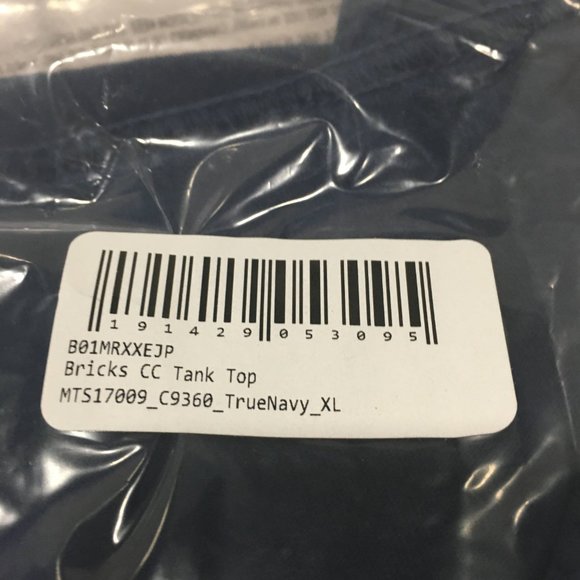 191429053095
B01MRXXEJP
Bricks CC Tank Top
MTS17009_C9360_TrueNavy_XL